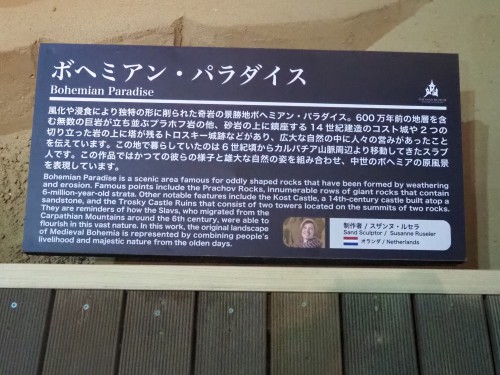 ボヘミアン・パラダイス
Bohemian Paradise
風化や浸食により独特の形に削られた奇岩の景勝地ボヘミアン・パラダイス。600万年前の地層を含
む無数の巨岩が立ち並ぶプラホフ岩の他、砂岩の上に鎮座する14世紀建造のコスト城や2つの
切り立った岩の上に塔が残るトロスキー城跡などがあり、広大な自然の中に人々の営みがあったこと
を伝えています。この地で暮らしていたのは6世紀頃からカルパチア山脈周辺より移動してきたスラブ
人です。この作品ではかつての彼らの様子と雄大な自然の姿を組み合わせ、中世のボヘミアの原風景
を表現しています。
Bohemian Paradise is a scenic area famous for oddly shaped rocks that have been formed by weathering
and erosion. Famous points include the Prachov Rocks, innumerable rows of giant rocks that contain
6-million-year-old strata. Other notable features include the Kost Castle, a 14th-century castle built atop a
sandstone, and the Trosky Castle Ruins that consist of two towers located on the summits of two rocks.
They are reminders of how the Slavs, who migrated from the
Carpathian Mountains around the 6th century, were able to
flourish in this vast nature. In this work, the original landscape
of Medieval Bohemia is represented by combining people's
livelihood and majestic nature from the olden days.
制作者 / スザンヌ・ルセラ
Sand Sculptor / Susanne Ruseler
オランダ / Netherlands